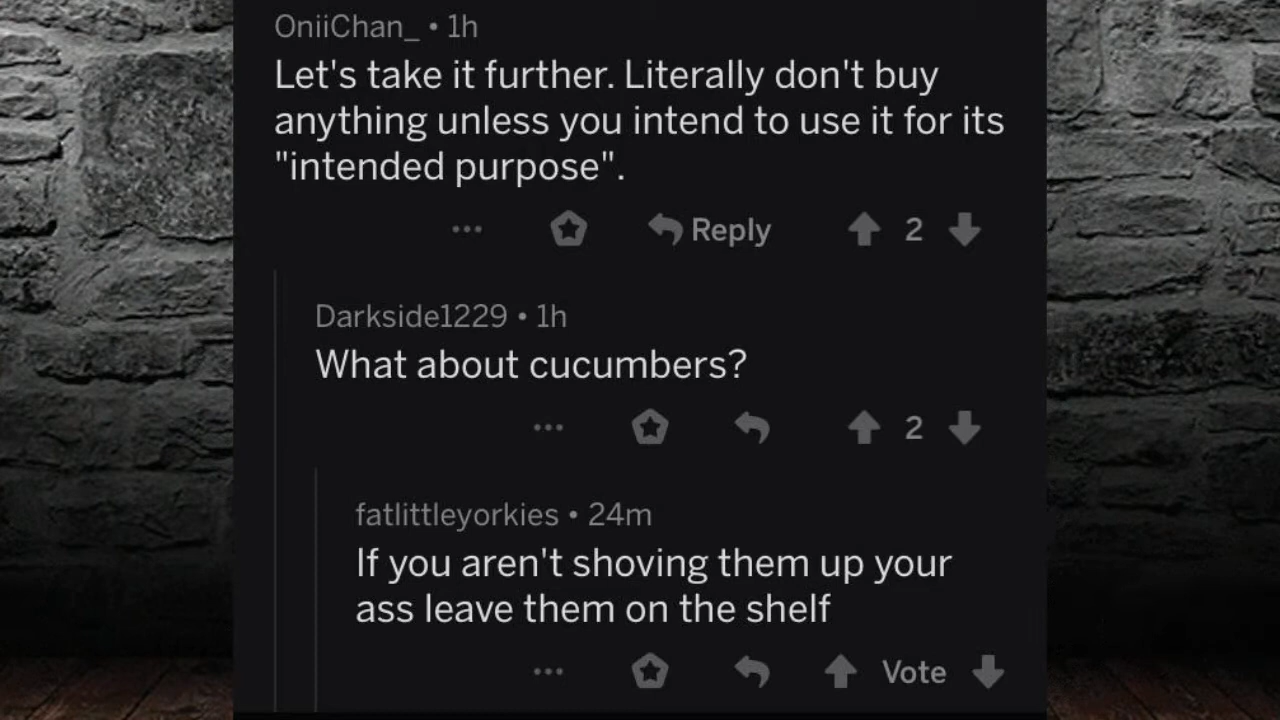 OniiChan_ • 1h
Let's take it further. Literally don't buy
anything unless you intend to use it for its
"intended purpose".
... Reply 2
Darkside1229 • 1h
What about cucumbers?
... 2
fatlittleyorkies • 24m
If you aren't shoving them up your
ass leave them on the shelf
... Vote